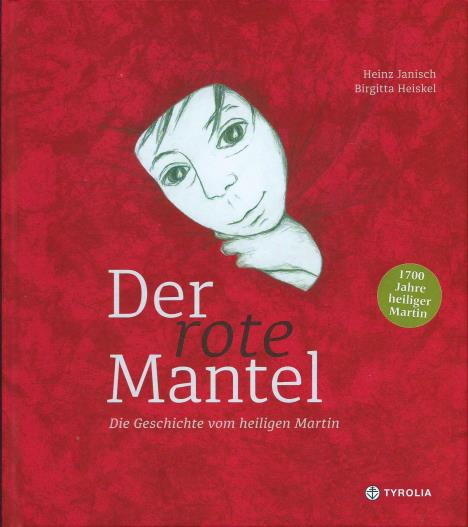 Heinz Janisch
Birgitta Heiskel
1700
Jahre
heiliger
Martin
Der
rote
Mantel
Die Geschichte vom heiligen Martin
TYROLIA